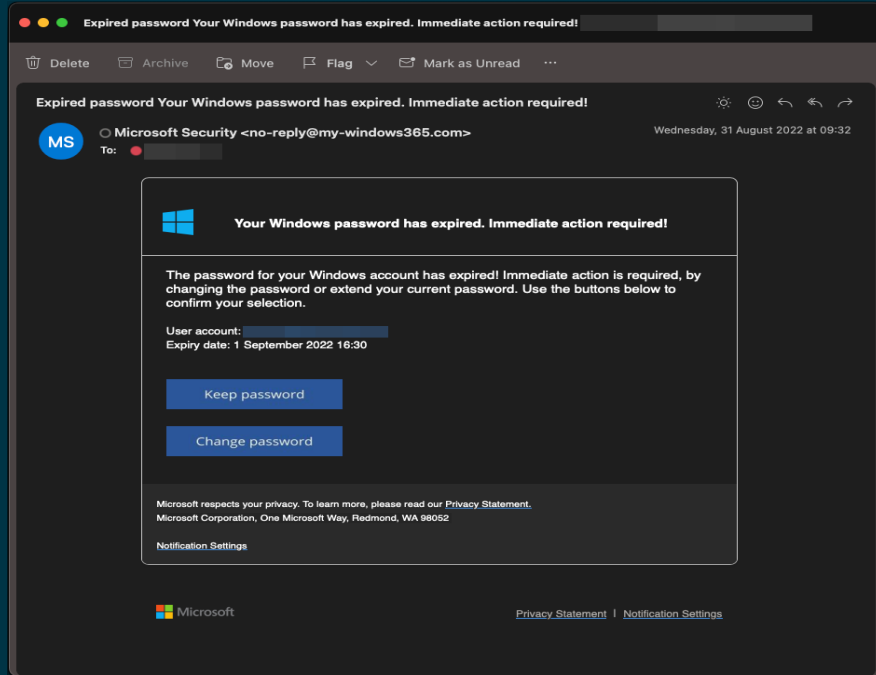 Expired password Your Windows password has expired. Immediate action required!
Delete Archive Move Flag Mark as Unread ...
Expired password Your Windows password has expired. Immediate action required!
MS
Microsoft Security <no-reply@my-windows365.com>
Wednesday, 31 August 2022 at 09:32
To:
Your Windows password has expired. Immediate action required!
The password for your Windows account has expired! Immediate action is required, by
changing the password or extend your current password. Use the buttons below to
confirm your selection.
User account:
Expiry date: 1 September 2022 16:30
Keep password
Change password
Microsoft respects your privacy. To learn more, please read our Privacy Statement.
Microsoft Corporation, One Microsoft Way, Redmond, WA 98052
Notification Settings
Microsoft
Privacy Statement | Notification Settings